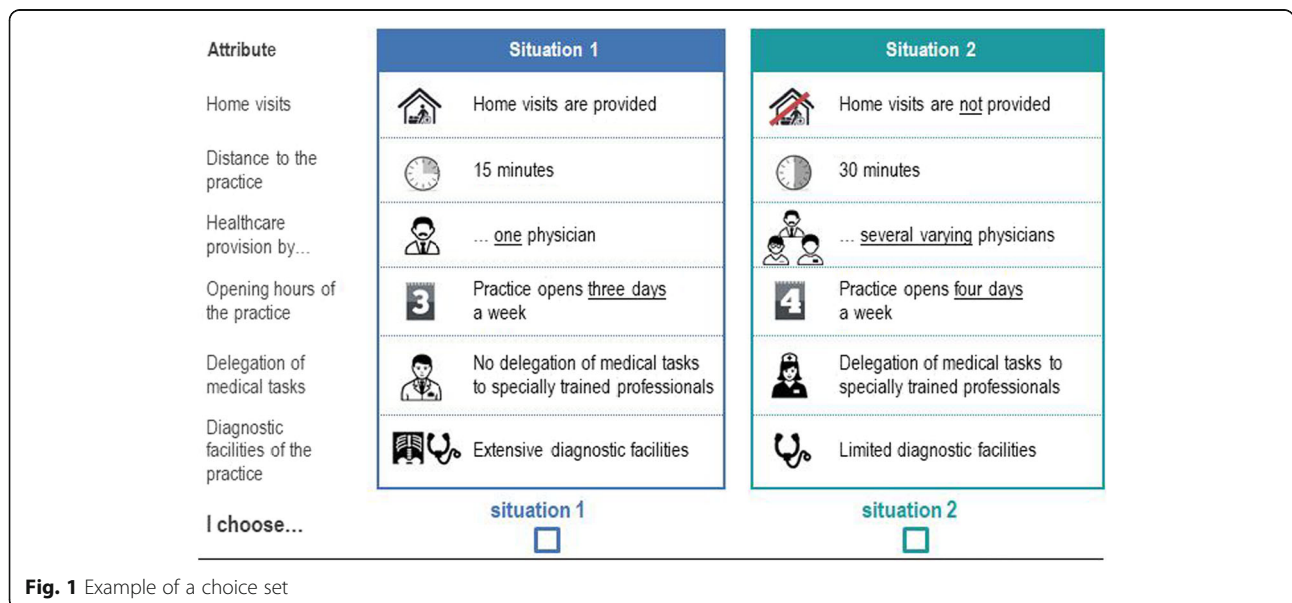 Attribute
Situation 1
Situation 2
Home visits
Home visits are provided
Home visits are not provided
Distance to the
practice
15 minutes
30 minutes
Healthcare
provision by...
... one physician
... several varying physicians
Opening hours of
the practice
3
Practice opens three days
a week
4
Practice opens four days
a week
Delegation of
medical tasks
No delegation of medical tasks
to specially trained professionals
Delegation of medical tasks to
specially trained professionals
Diagnostic
facilities of the
practice
Extensive diagnostic facilities
Limited diagnostic facilities
I choose...
situation 1
situation 2
Fig. 1 Example of a choice set